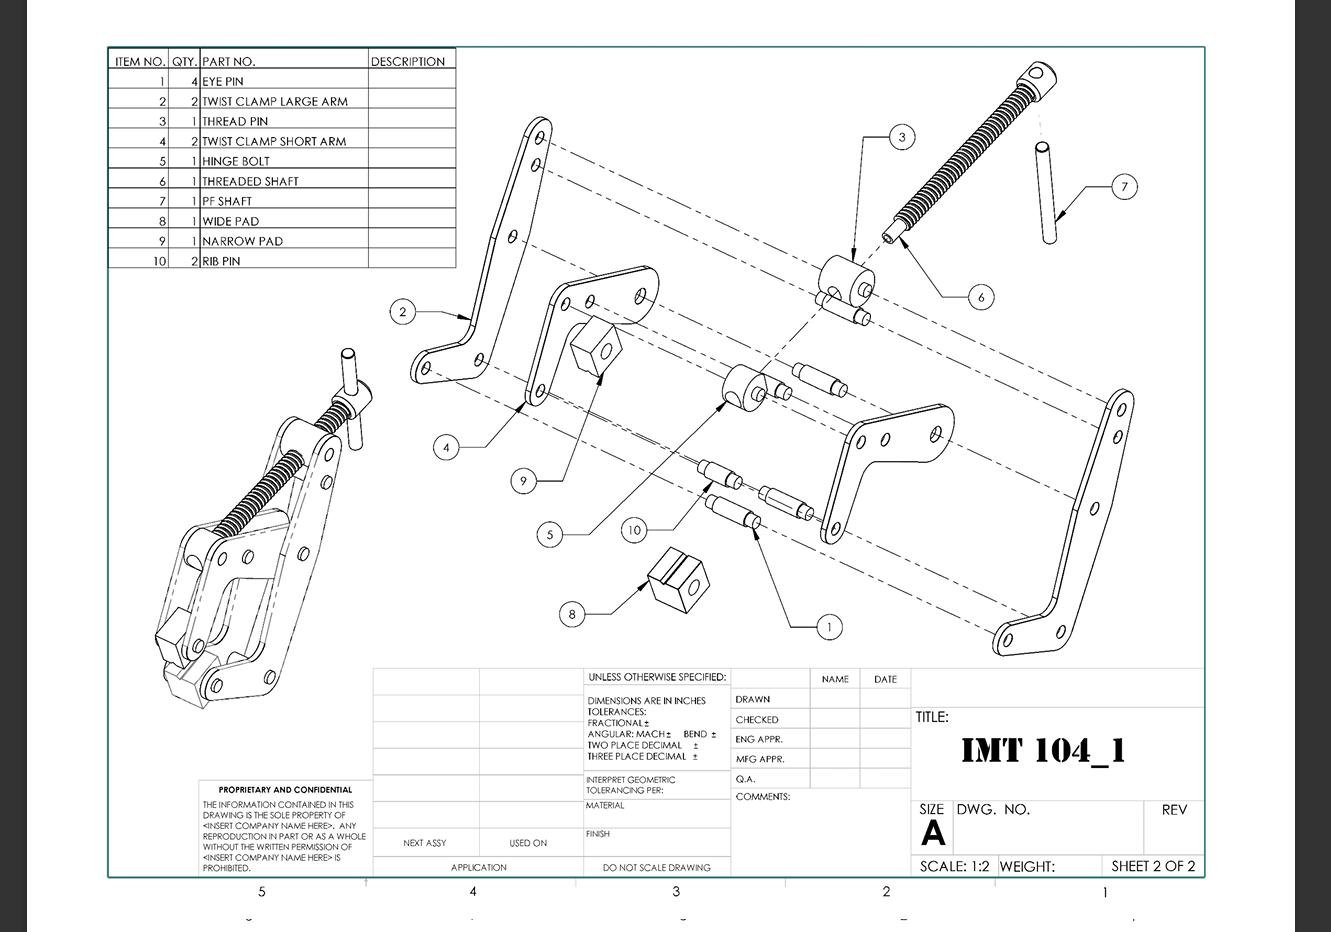 ITEM NO. QTY. PART NO. DESCRIPTION
1 4 EYE PIN
2 2 TWIST CLAMP LARGE ARM
3 1 THREAD PIN
4 2 TWIST CLAMP SHORT ARM
5 1 HINGE BOLT
6 1 THREADED SHAFT
7 1 PF SHAFT
8 1 WIDE PAD
9 1 NARROW PAD
10 2 RIB PIN
3
7
6
2
4
9
5
10
8
1
PROPRIETARY AND CONFIDENTIAL
THE INFORMATION CONTAINED IN THIS
DRAWING IS THE SOLE PROPERTY OF
<INSERT COMPANY NAME HERE>. ANY
REPRODUCTION IN PART OR AS A WHOLE
WITHOUT THE WRITTEN PERMISSION OF
<INSERT COMPANY NAME HERE> IS
PROHIBITED.
NEXT ASSY USED ON
APPLICATION
UNLESS OTHERWISE SPECIFIED:
DIMENSIONS ARE IN INCHES
TOLERANCES:
FRACTIONAL±
ANGULAR: MACH± BEND ±
TWO PLACE DECIMAL ±
THREE PLACE DECIMAL ±
INTERPRET GEOMETRIC
TOLERANCING PER:
MATERIAL
FINISH
DO NOT SCALE DRAWING
NAME DATE
DRAWN
CHECKED
ENG APPR.
MFG APPR.
Q.A.
COMMENTS:
TITLE:
IMT 104_1
SIZE DWG. NO. REV
A
SCALE: 1:2 WEIGHT: SHEET 2 OF 2
5 4 3 2 1